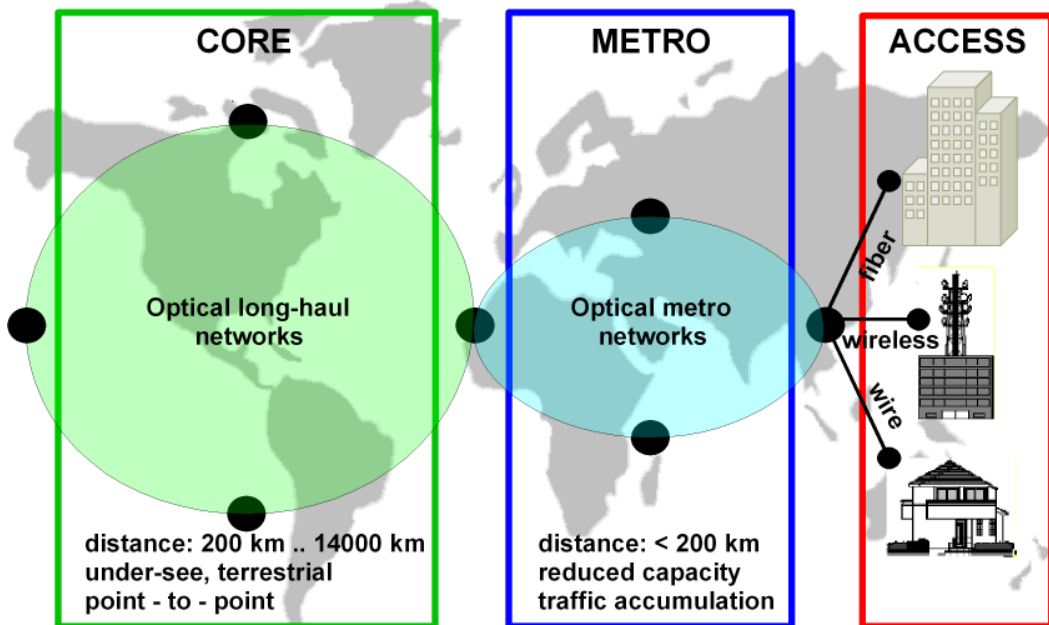 CORE
METRO
ACCESS
Optical long-haul
networks
Optical metro
networks
fiber
wireless
wire
distance: 200 km .. 14000 km
under-see, terrestrial
point - to - point
distance: < 200 km
reduced capacity
traffic accumulation